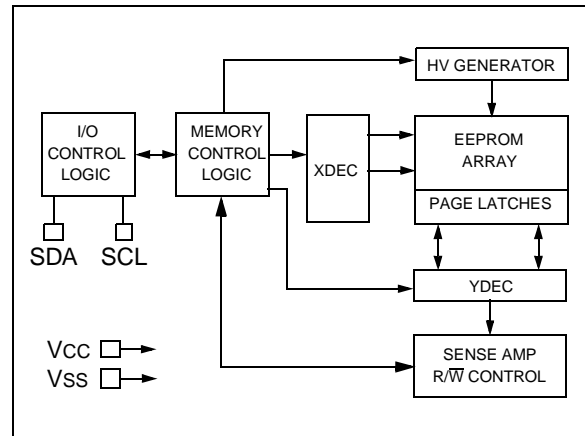 HV GENERATOR
I/O
CONTROL
LOGIC
MEMORY
CONTROL
LOGIC
XDEC
EEPROM
ARRAY
PAGE LATCHES
SDA
SCL
YDEC
VCC
VSS
SENSE AMP
R/W̅ CONTROL